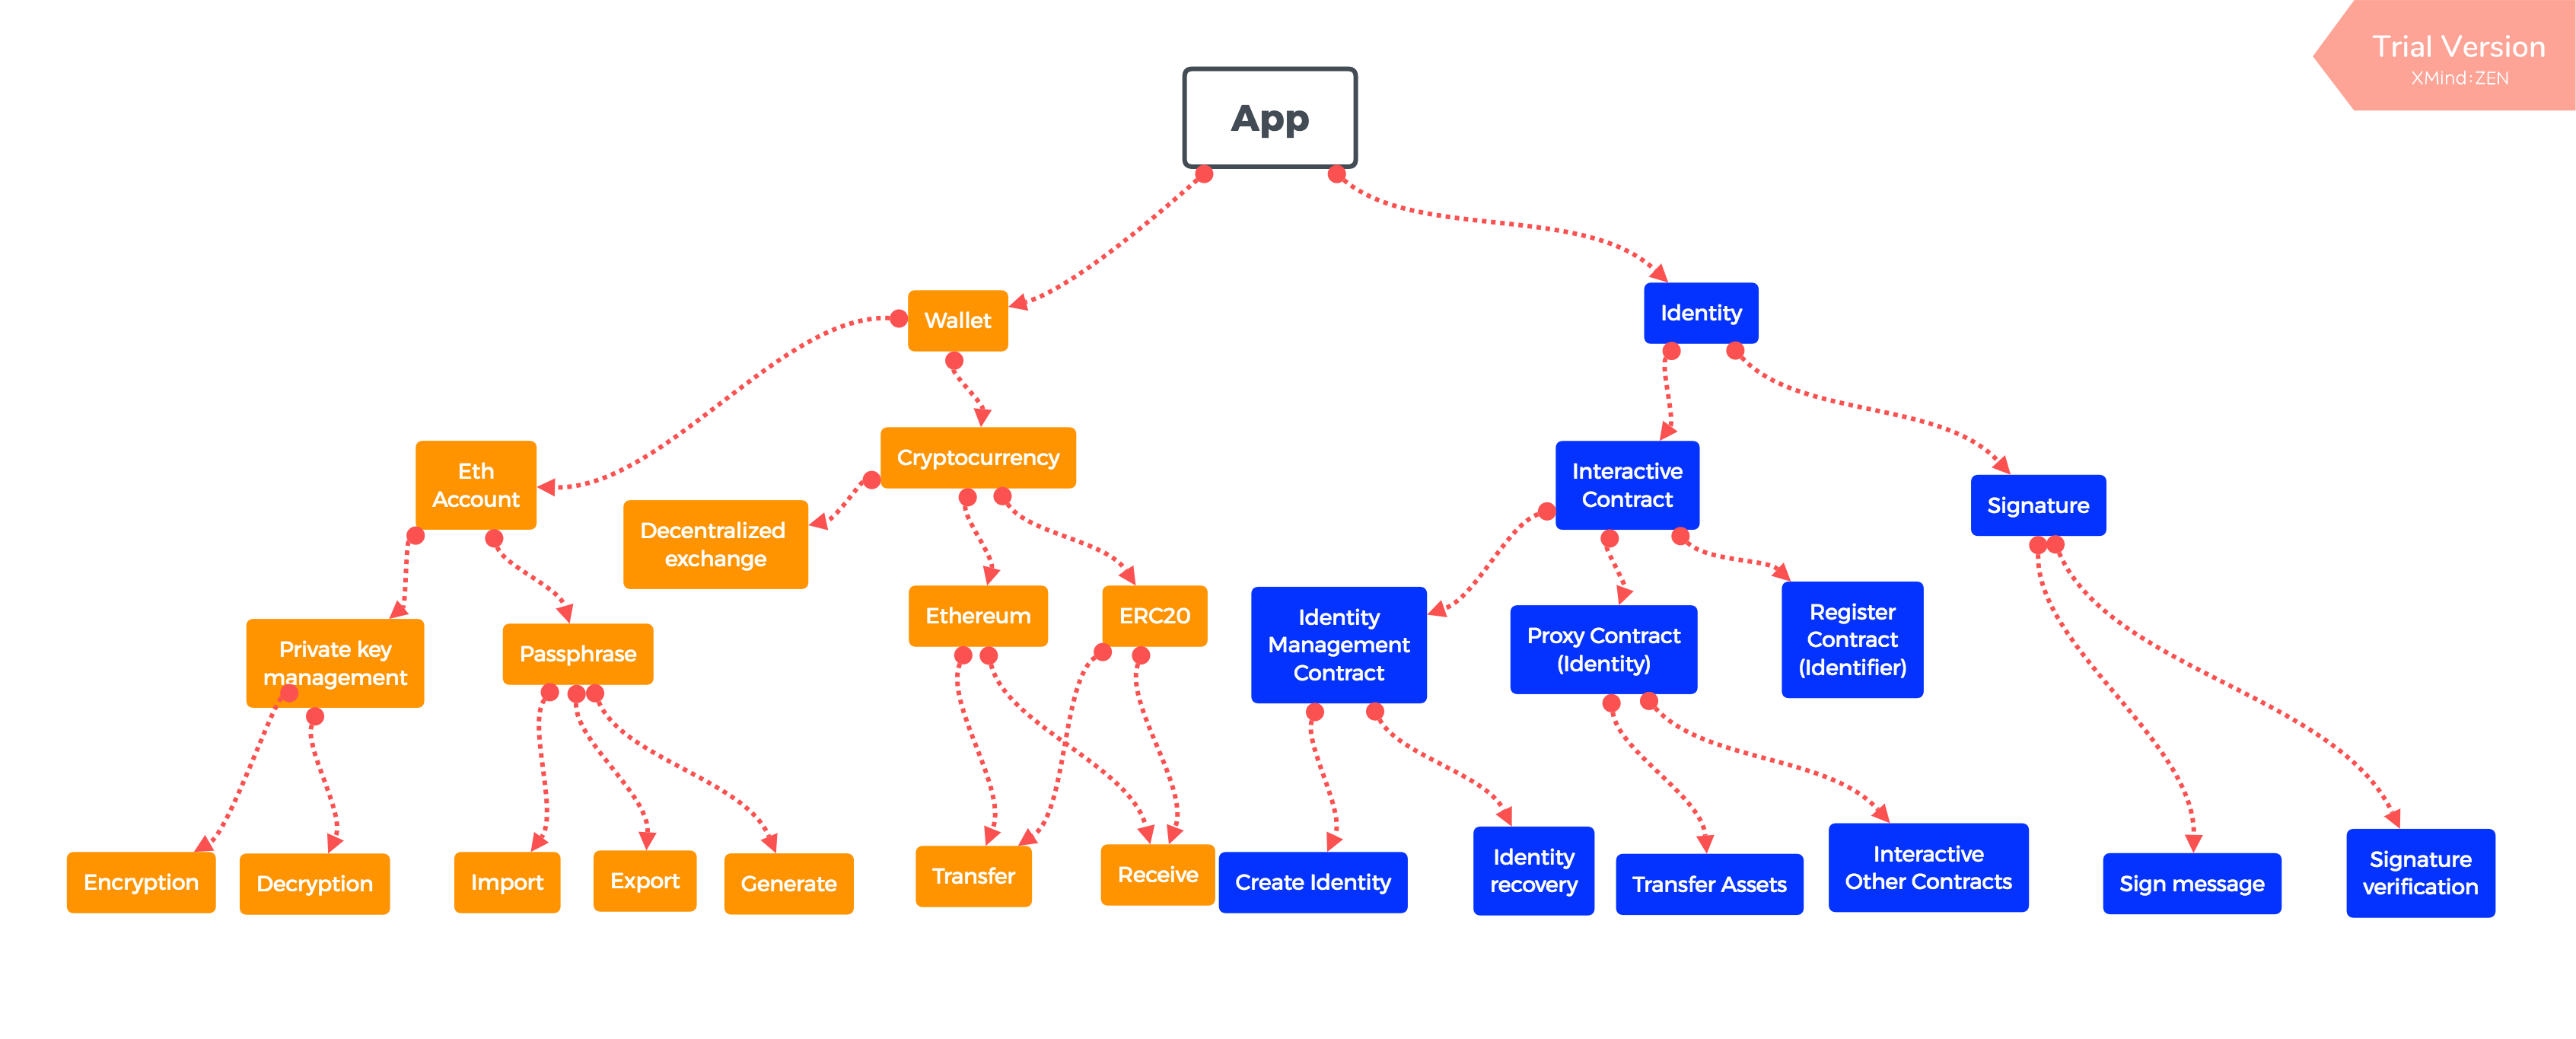 Trial Version
XMind:ZEN
App
Wallet
Identity
Eth
Account
Cryptocurrency
Decentralized
exchange
Interactive
Contract
Signature
Private key
management
Passphrase
Ethereum
ERC20
Identity
Management
Contract
Proxy Contract
(Identity)
Register
Contract
(Identifier)
Encryption
Decryption
Import
Export
Generate
Transfer
Receive
Create Identity
Identity
recovery
Transfer Assets
Interactive
Other Contracts
Sign message
Signature
verification